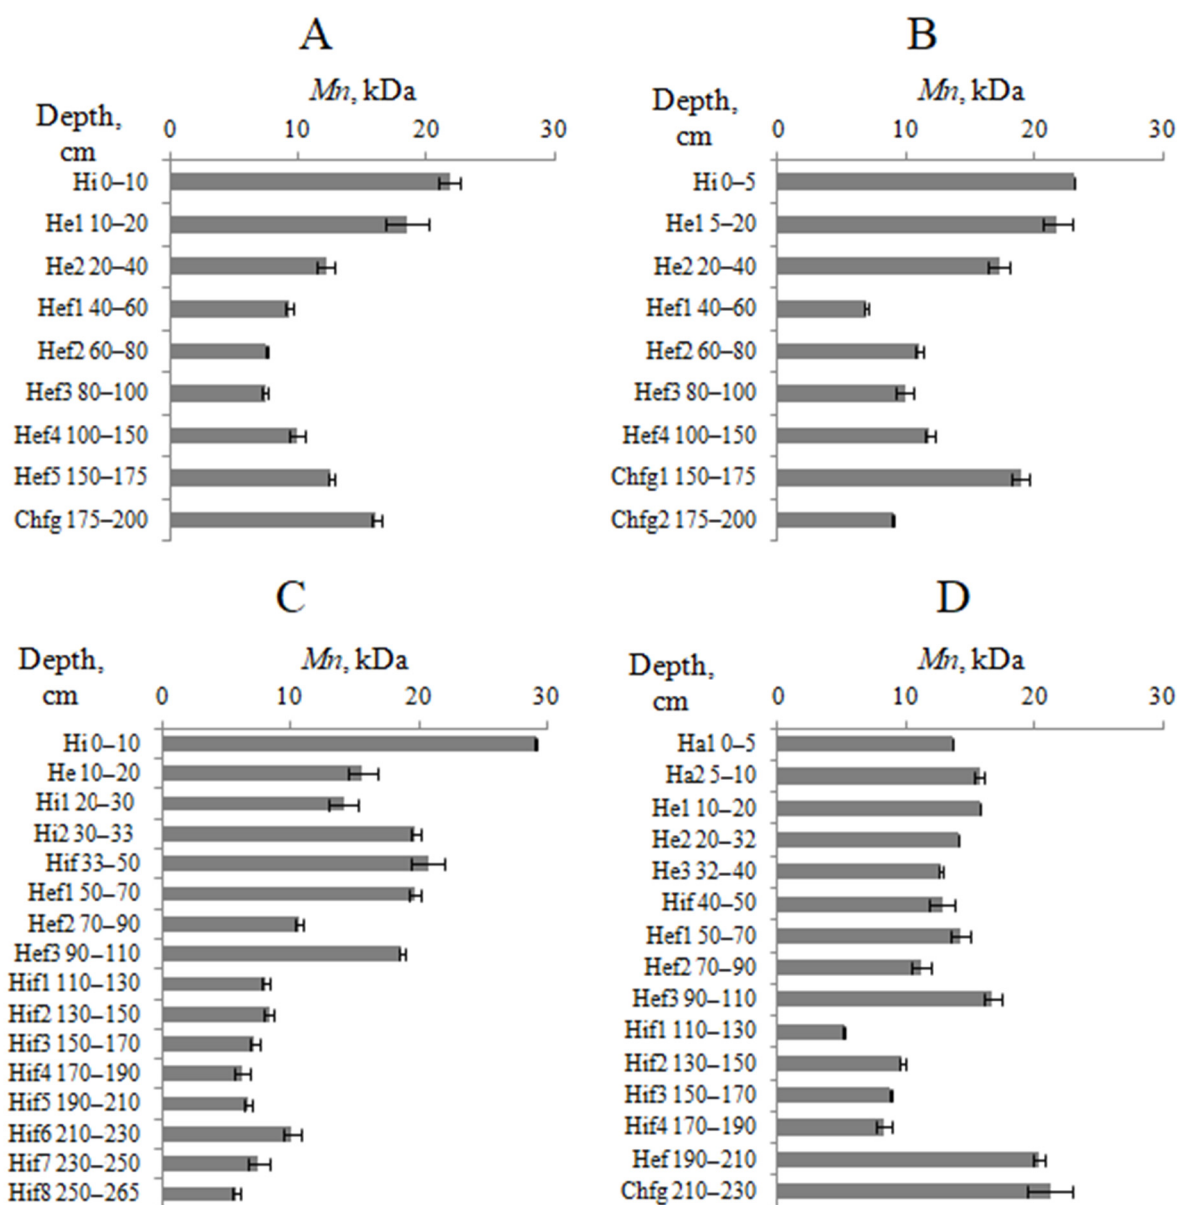 A
Mn, kDa
Depth,
cm
0 10 20 30
Hi 0–10
He1 10–20
He2 20–40
Hef1 40–60
Hef2 60–80
Hef3 80–100
Hef4 100–150
Hef5 150–175
Chfg 175–200
B
Mn, kDa
Depth,
cm
0 10 20 30
Hi 0–5
He1 5–20
He2 20–40
Hef1 40–60
Hef2 60–80
Hef3 80–100
Hef4 100–150
Chfg1 150–175
Chfg2 175–200
C
Mn, kDa
Depth,
cm
0 10 20 30
Hi 0–10
He 10–20
Hi1 20–30
Hi2 30–33
Hif 33–50
Hef1 50–70
Hef2 70–90
Hef3 90–110
Hif1 110–130
Hif2 130–150
Hif3 150–170
Hif4 170–190
Hif5 190–210
Hif6 210–230
Hif7 230–250
Hif8 250–265
D
Mn, kDa
Depth,
cm
0 10 20 30
Ha1 0–5
Ha2 5–10
He1 10–20
He2 20–32
He3 32–40
Hif 40–50
Hef1 50–70
Hef2 70–90
Hef3 90–110
Hif1 110–130
Hif2 130–150
Hif3 150–170
Hif4 170–190
Hef 190–210
Chfg 210–230